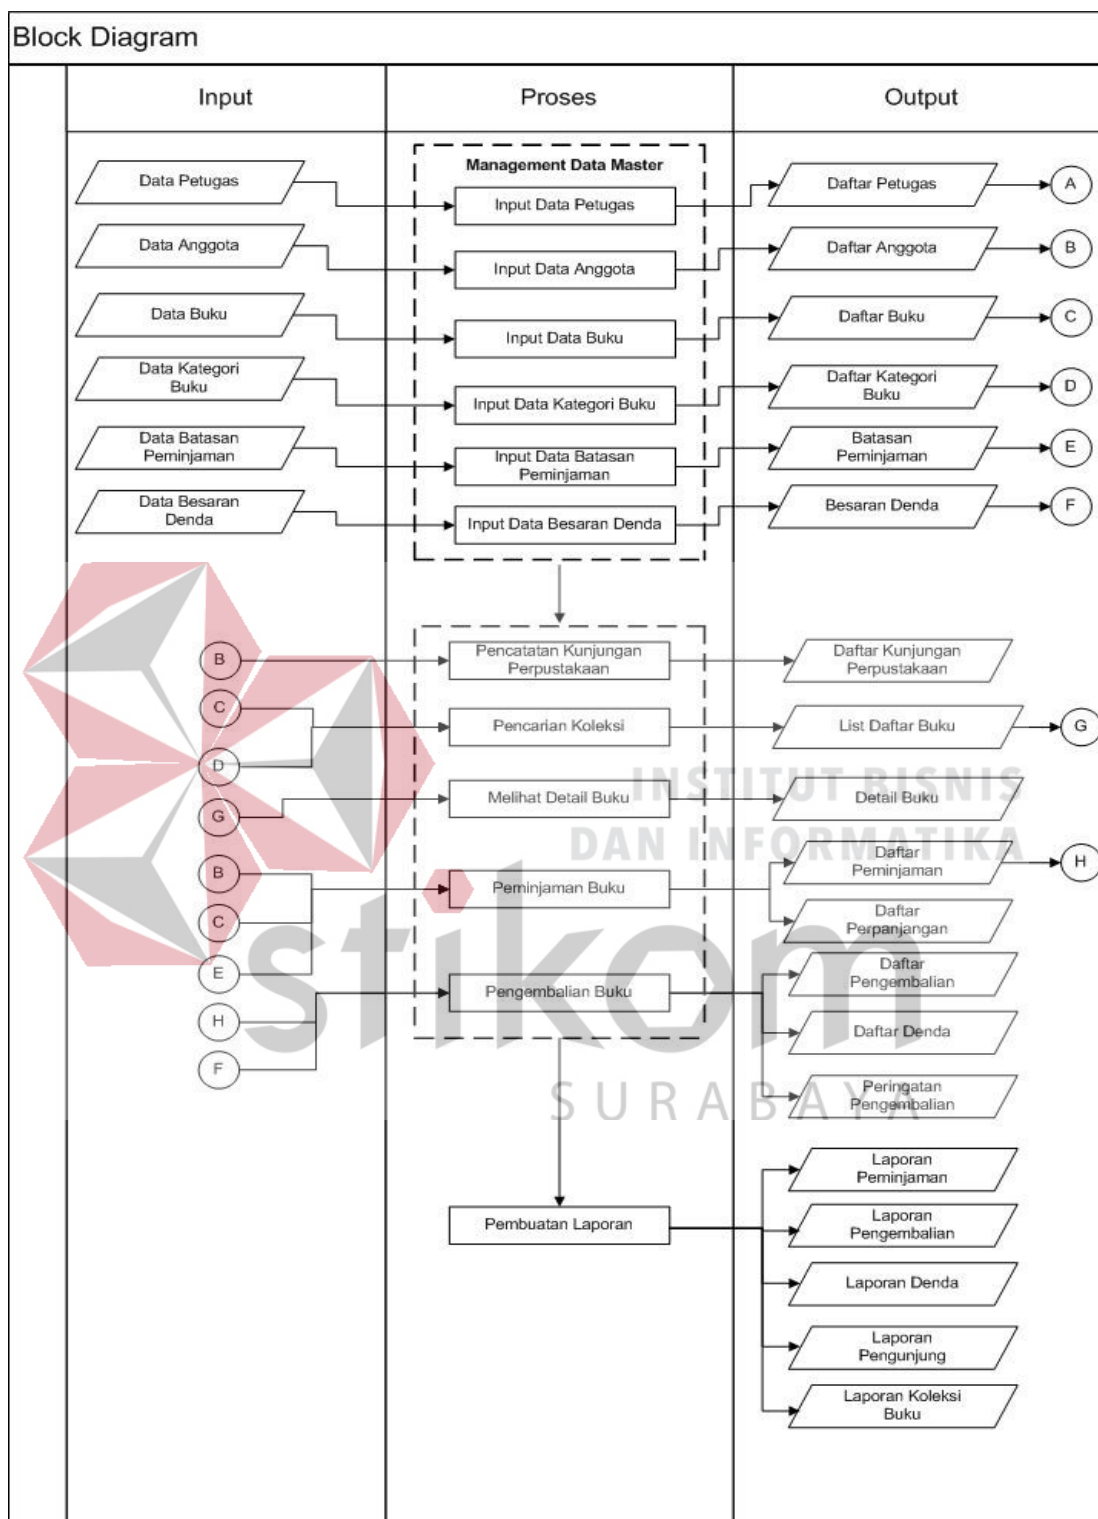 Block Diagram
Input
Proses
Output
Management Data Master
Data Petugas
Input Data Petugas
Daftar Petugas
A
Data Anggota
Input Data Anggota
Daftar Anggota
B
Data Buku
Input Data Buku
Daftar Buku
C
Data Kategori
Buku
Input Data Kategori Buku
Daftar Kategori
Buku
D
Data Batasan
Peminjaman
Input Data Batasan
Peminjaman
Batasan
Peminjaman
E
Data Besaran
Denda
Input Data Besaran Denda
Besaran Denda
F
B
Pencatatan Kunjungan
Perpustakaan
Daftar Kunjungan
Perpustakaan
C
D
Pencarian Koleksi
List Daftar Buku
G
G
Melihat Detail Buku
Detail Buku
B
C
E
Peminjaman Buku
Daftar
Peminjaman
H
Daftar
Perpanjangan
H
F
Pengembalian Buku
Daftar
Pengembalian
Daftar Denda
Peringatan
Pengembalian
Pembuatan Laporan
Laporan
Peminjaman
Laporan
Pengembalian
Laporan Denda
Laporan
Pengunjung
Laporan Koleksi
Buku
INSTITUT BISNIS
DAN INFORMATIKA
stikom
SURABAYA